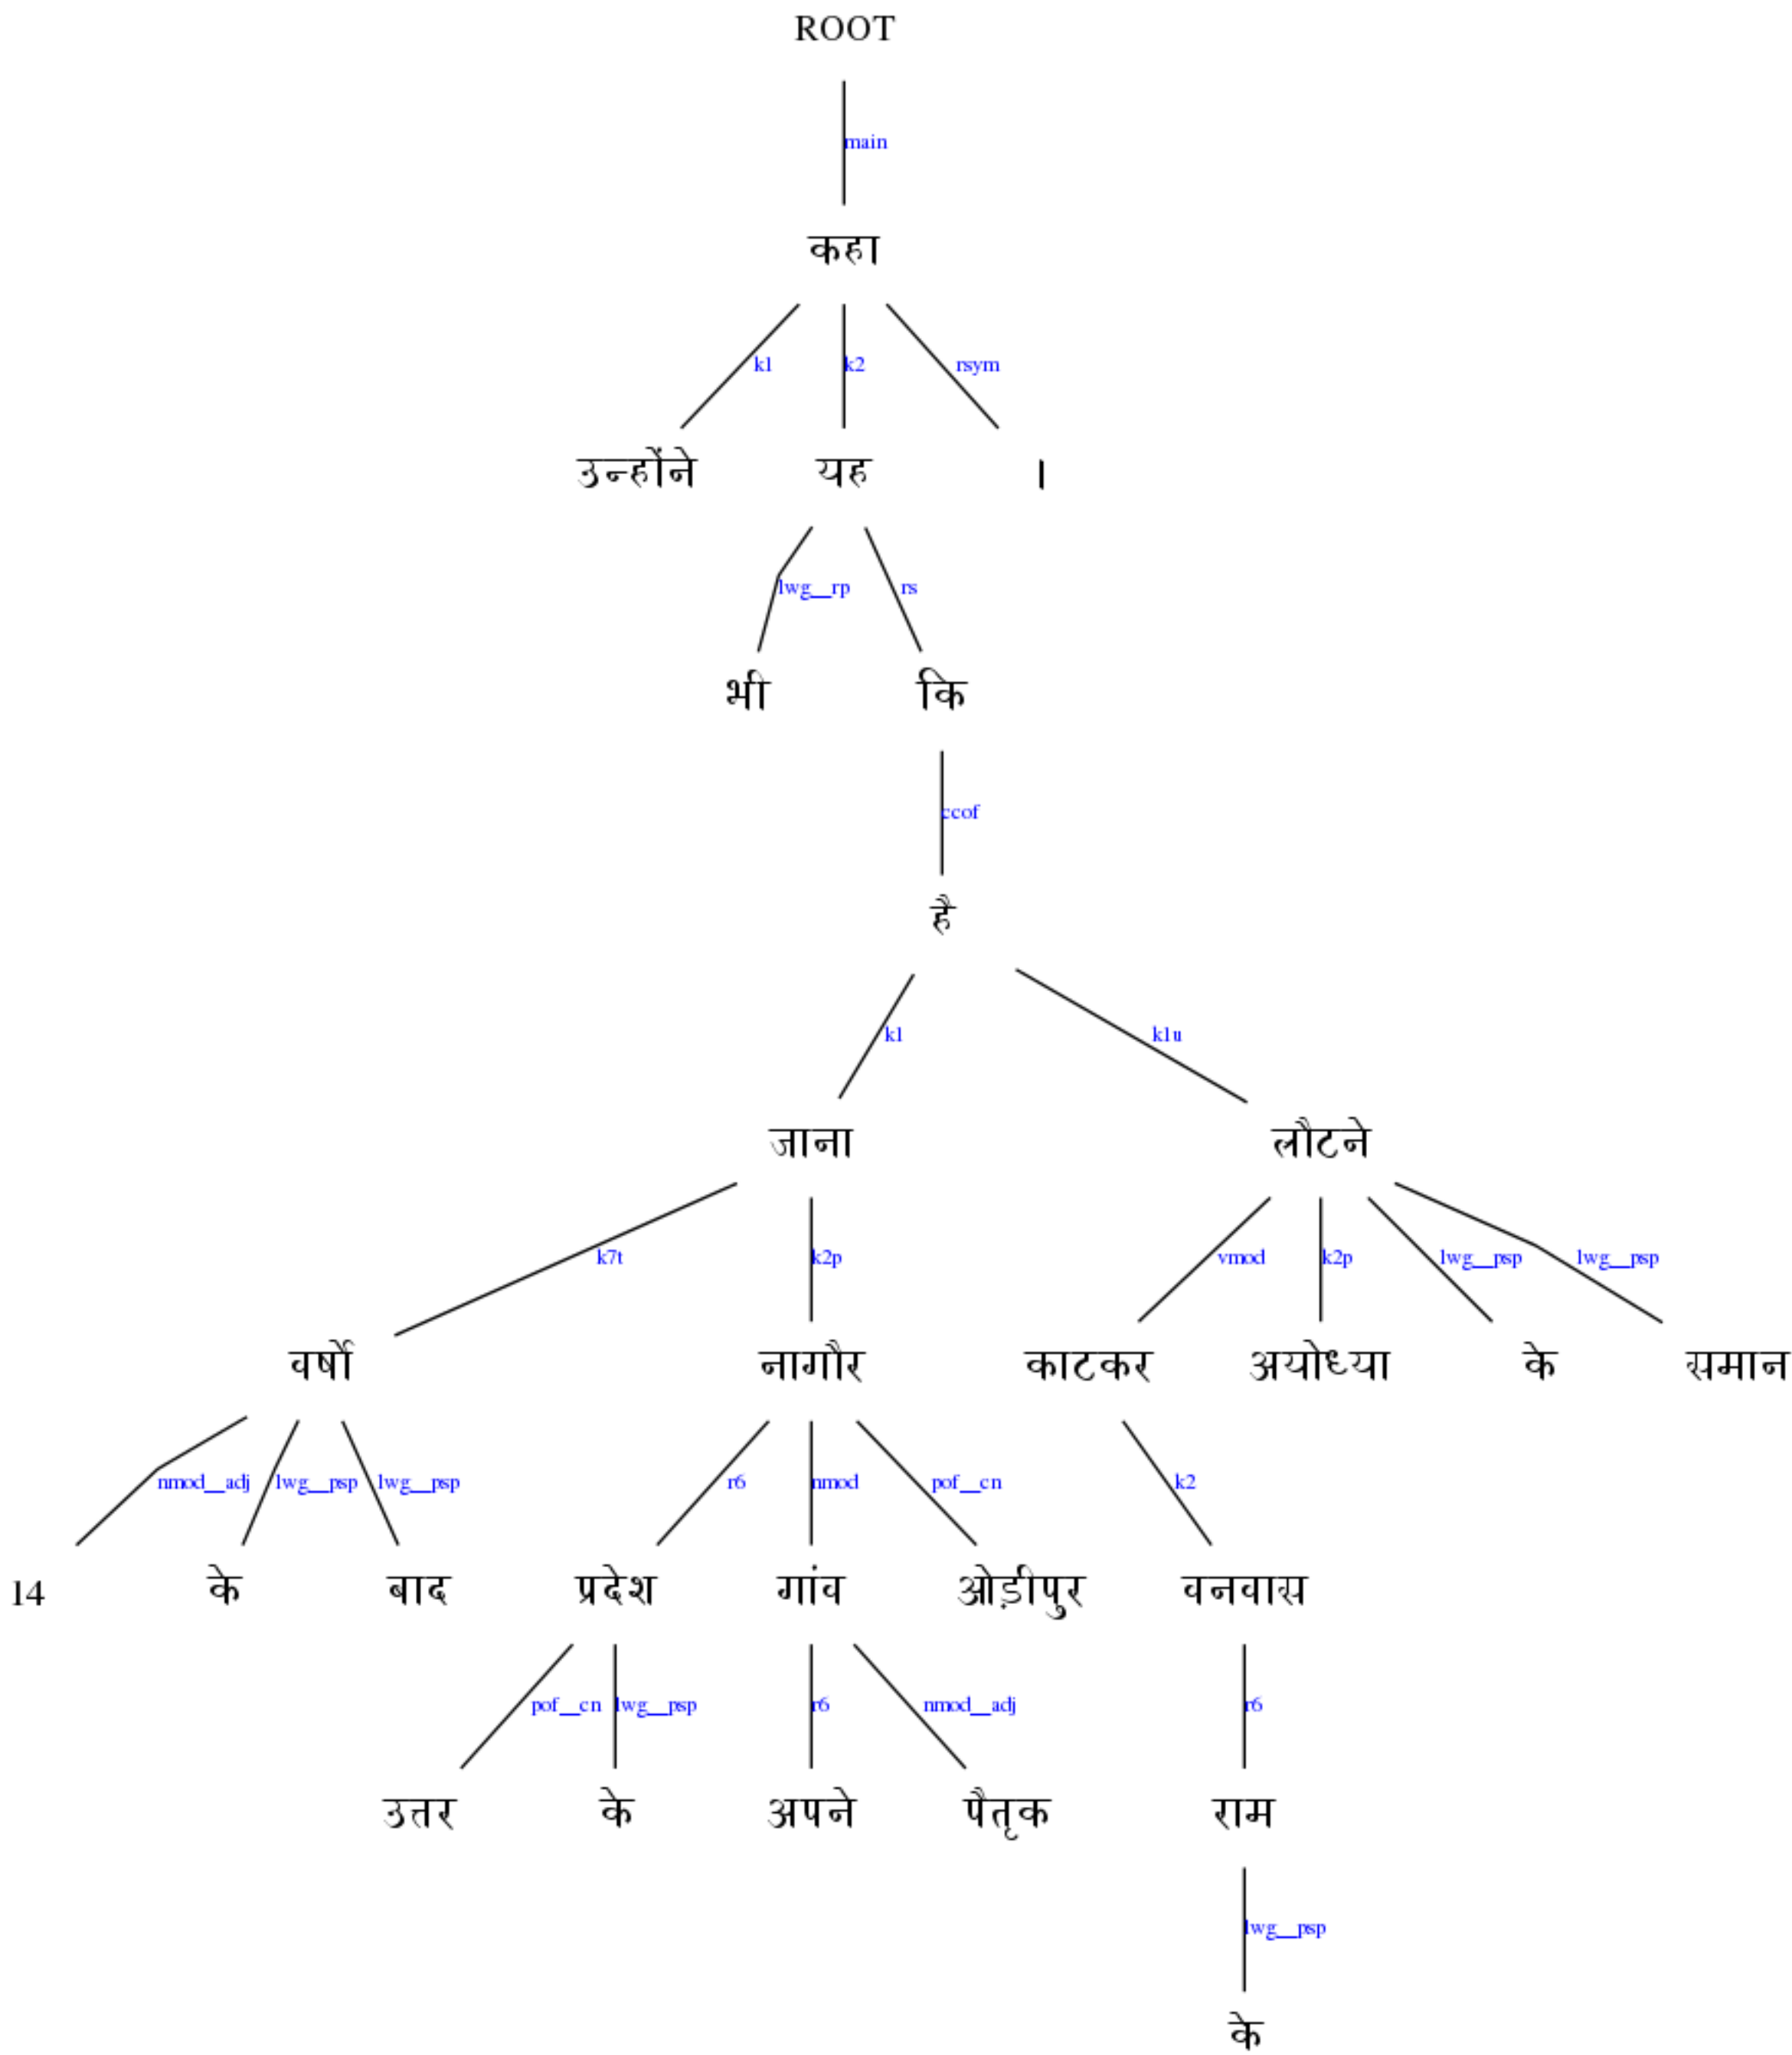 ROOT
main
कहा
k1 k2 rsym
उन्होंने यह ।
lwg__rp rs
भी कि
ccof
है
k1 k1u
जाना लौटने
k7t k2p vmod k2p lwg__psp lwg__psp
वर्षों नागौर काटकर अयोध्या के समान
nmod__adj lwg__psp lwg__psp r6 nmod pof__cn k2
14 के बाद प्रदेश गांव ओड़ीपुर वनवास
pof__cn lwg__psp r6 nmod__adj r6
उत्तर के अपने पैतृक राम
lwg__psp
के